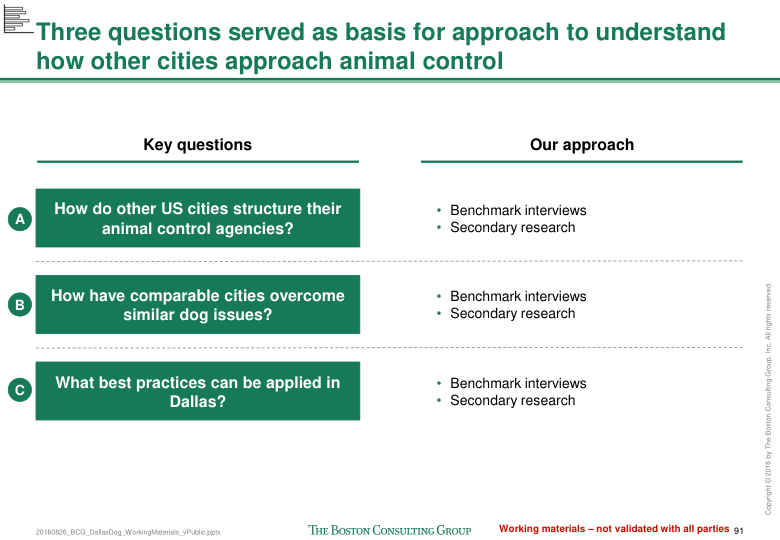 Three questions served as basis for approach to understand
how other cities approach animal control
Key questions
Our approach
A
How do other US cities structure their
animal control agencies?
• Benchmark interviews
• Secondary research
B
How have comparable cities overcome
similar dog issues?
• Benchmark interviews
• Secondary research
C
What best practices can be applied in
Dallas?
• Benchmark interviews
• Secondary research
Copyright © 2016 by The Boston Consulting Group, Inc. All rights reserved.
20160826_BCG_DallasDog_WorkingMaterials_vPublic.pptx
THE BOSTON CONSULTING GROUP
Working materials – not validated with all parties
91